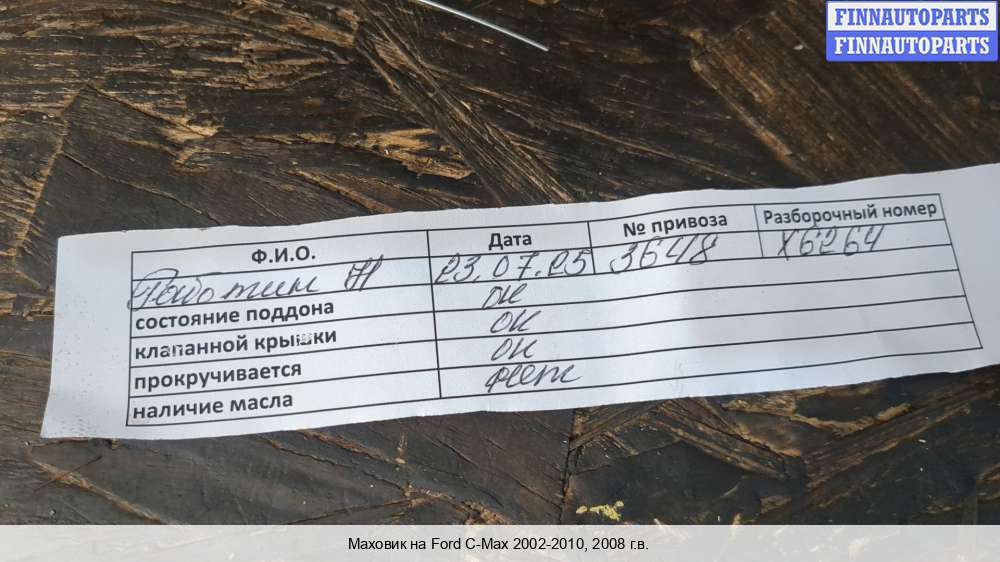 FINNAUTOPARTS
FINNAUTOPARTS
Ф.И.О. Дата № привоза Разборочный номер
23.07.25 3648 X6264
состояние поддона ок
клапанной крышки ок
прокручивается ок
наличие масла нет
Маховик на Ford C-Max 2002-2010, 2008 г.в.